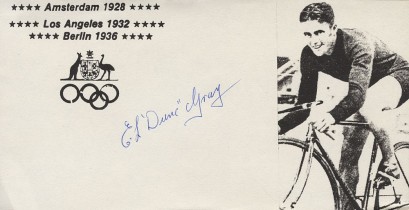 ★★★★ Amsterdam 1928 ★★★★
★★★★ Los Angeles 1932 ★★★★
★★★★ Berlin 1936 ★★★★
E.L "Dunc" Gray